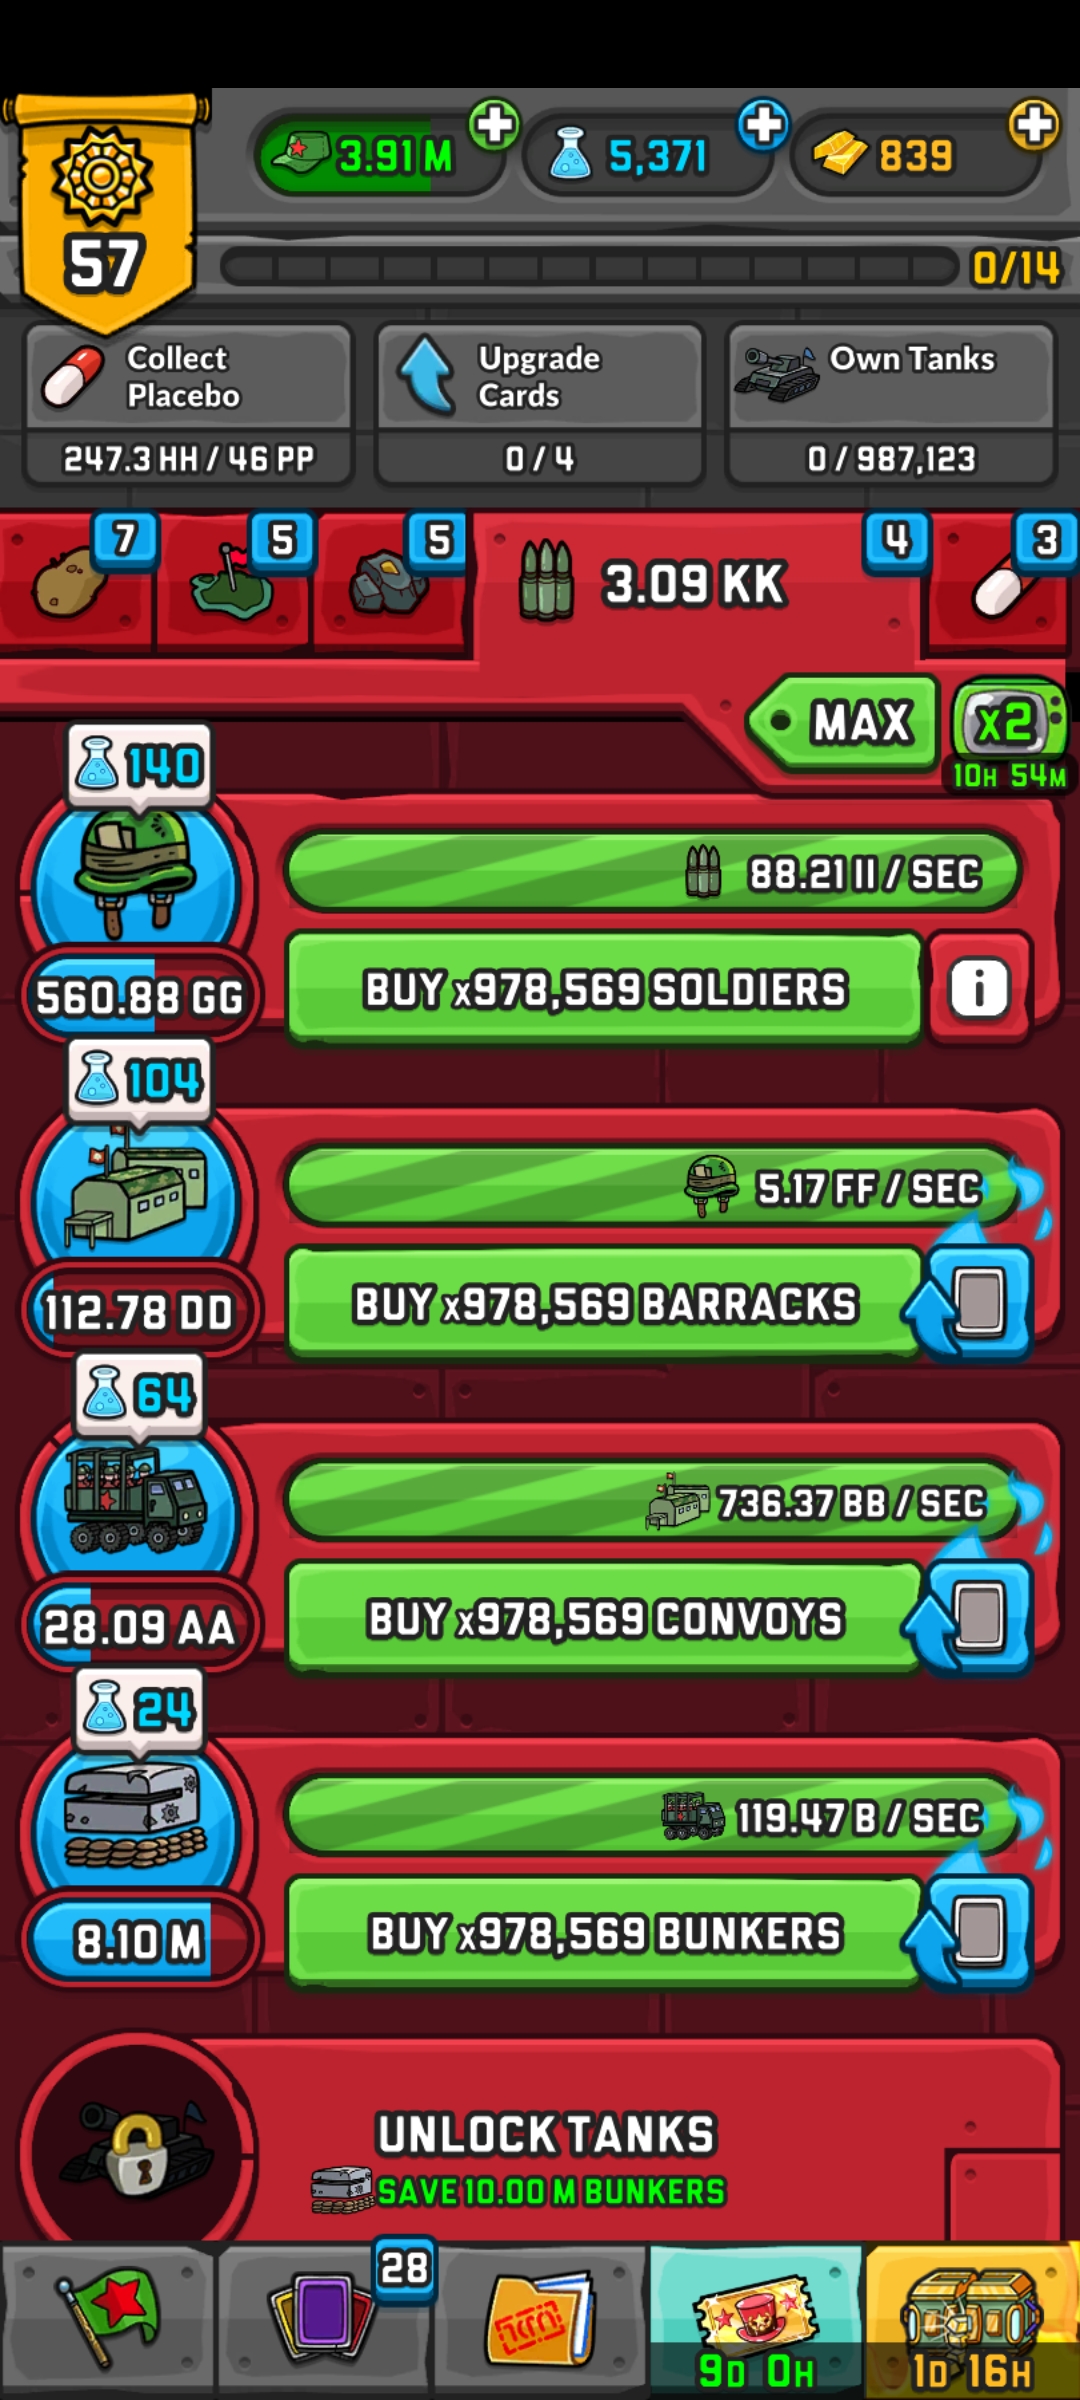 3.91 M
5,371
839
57
0/14
Collect
Placebo
247.3 HH / 46 PP
Upgrade
Cards
0 / 4
Own Tanks
0 / 987,123
7
5
5
3.09 KK
4
3
MAX
x2
10H 54M
140
88.21 II / SEC
560.88 GG
BUY x978,569 SOLDIERS
i
104
5.17 FF / SEC
112.78 DD
BUY x978,569 BARRACKS
64
736.37 BB / SEC
28.09 AA
BUY x978,569 CONVOYS
24
119.47 B / SEC
8.10 M
BUY x978,569 BUNKERS
UNLOCK TANKS
SAVE 10.00 M BUNKERS
28
9D 0H
1D 16H